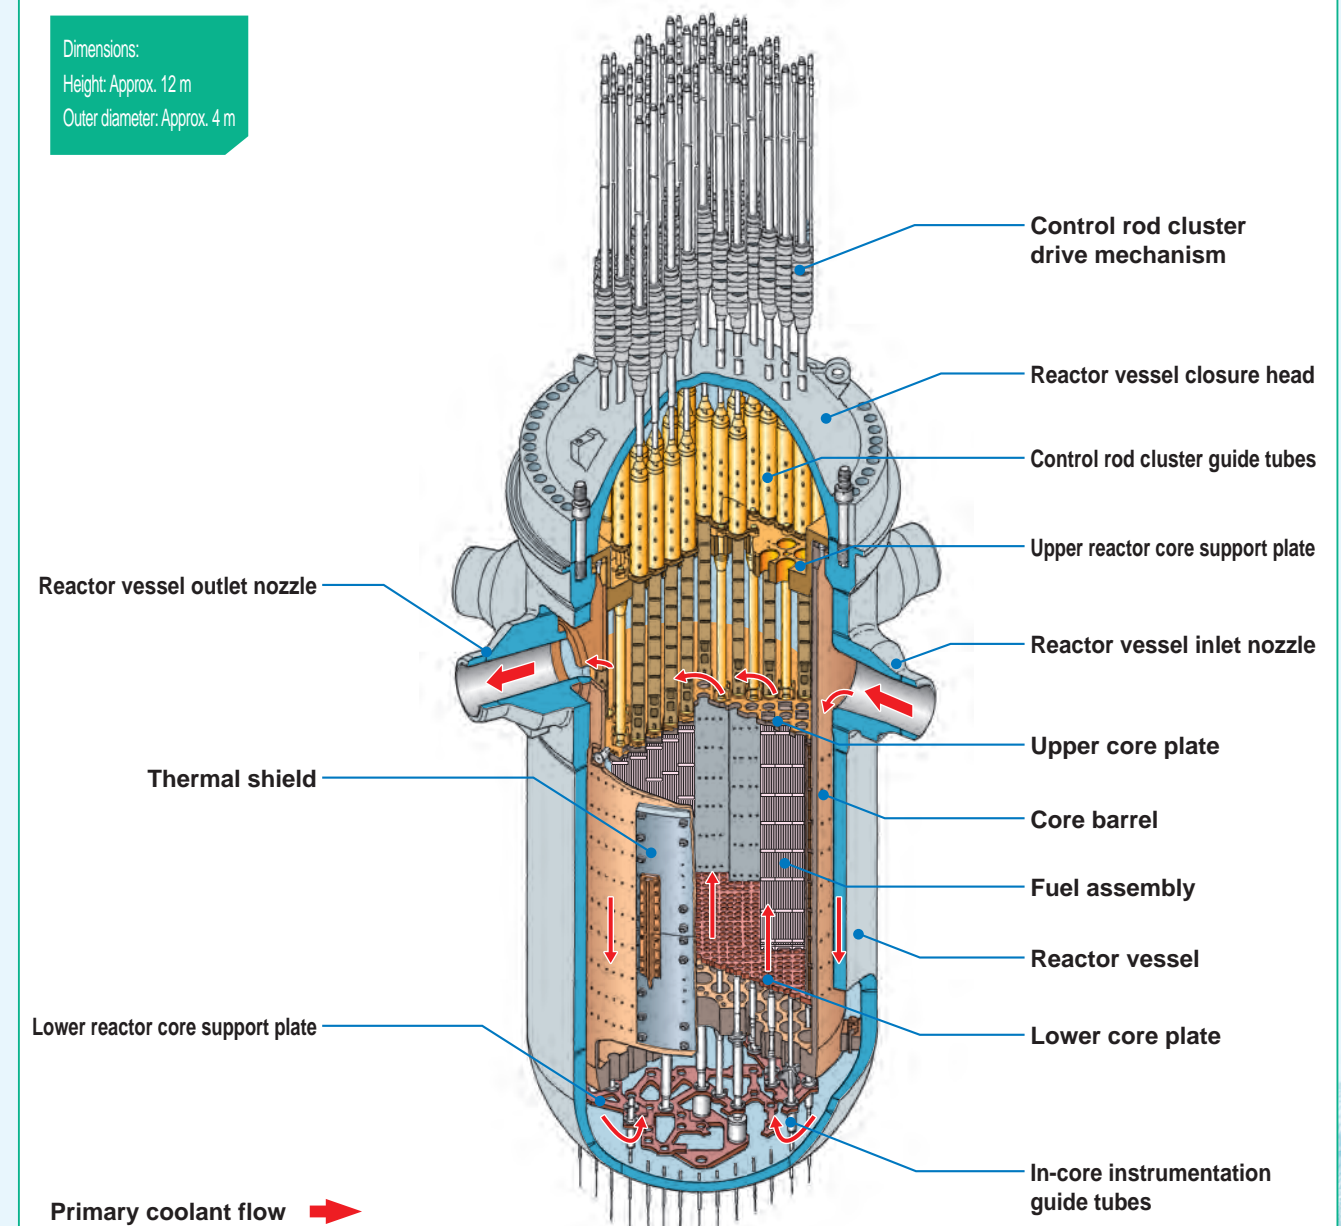 Dimensions:
Height: Approx. 12 m
Outer diameter: Approx. 4 m
Control rod cluster
drive mechanism
Reactor vessel closure head
Control rod cluster guide tubes
Upper reactor core support plate
Reactor vessel outlet nozzle
Reactor vessel inlet nozzle
Upper core plate
Thermal shield
Core barrel
Fuel assembly
Reactor vessel
Lower reactor core support plate
Lower core plate
In-core instrumentation
guide tubes
Primary coolant flow